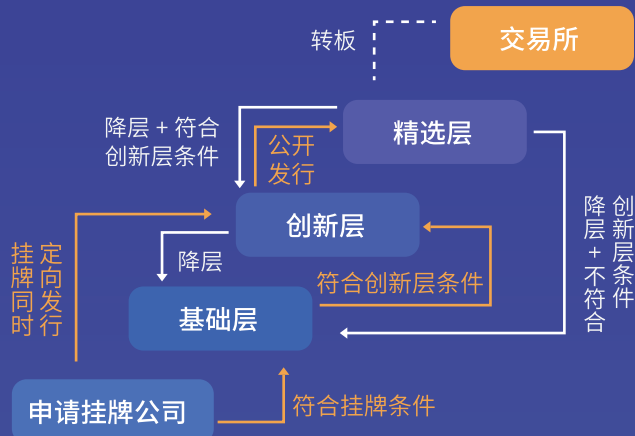 转板
交易所
精选层
降层 + 符合
创新层条件
公开
发行
创新层
降层
符合创新层条件
创新层条件
降层 + 不符合
定向发行
挂牌同时
基础层
申请挂牌公司
符合挂牌条件